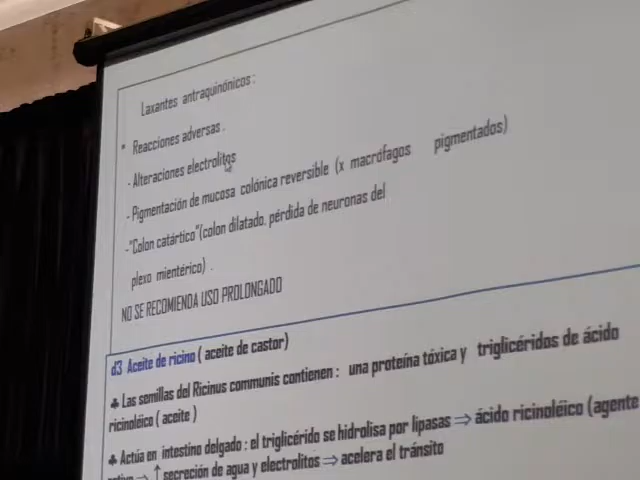 Laxantes antraquinónicos:
• Reacciones adversas.
- Alteraciones electrolitos
- Pigmentación de mucosa colónica reversible (x macrófagos pigmentados)
-"Colon catártico"(colon dilatado, pérdida de neuronas del
plexo mientérico) .
NO SE RECOMIENDA USO PROLONGADO
d3 Aceite de ricino ( aceite de castor)
♣ Las semillas del Ricinus communis contienen : una proteína tóxica y triglicéridos de ácido
ricinoléico ( aceite )
♣ Actúa en intestino delgado : el triglicérido se hidrolisa por lipasas ⇒ ácido ricinoléico (agente
activo ⇒ ↑ secreción de agua y electrolitos ⇒ acelera el tránsito